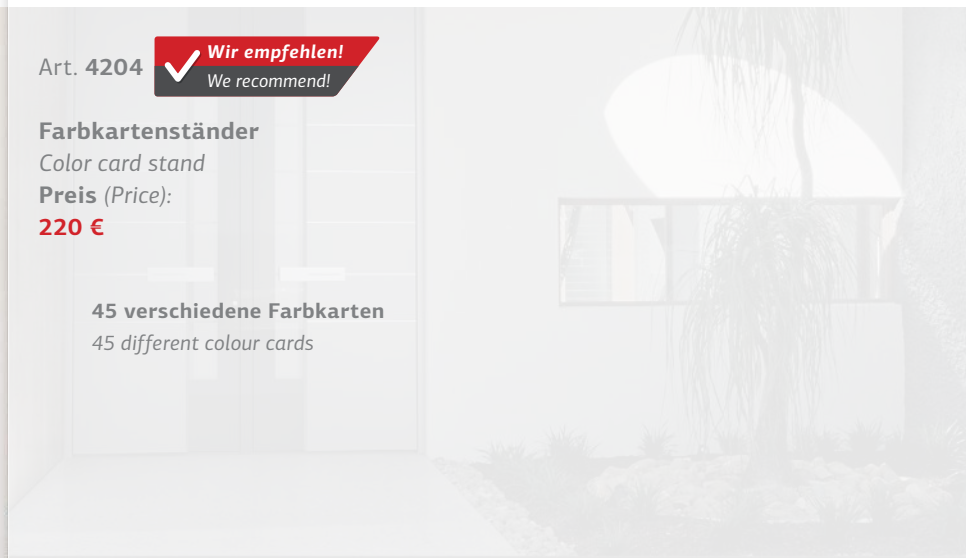 Art. 4204
Wir empfehlen!
We recommend!
Farbkartenständer
Color card stand
Preis (Price):
220 €
45 verschiedene Farbkarten
45 different colour cards